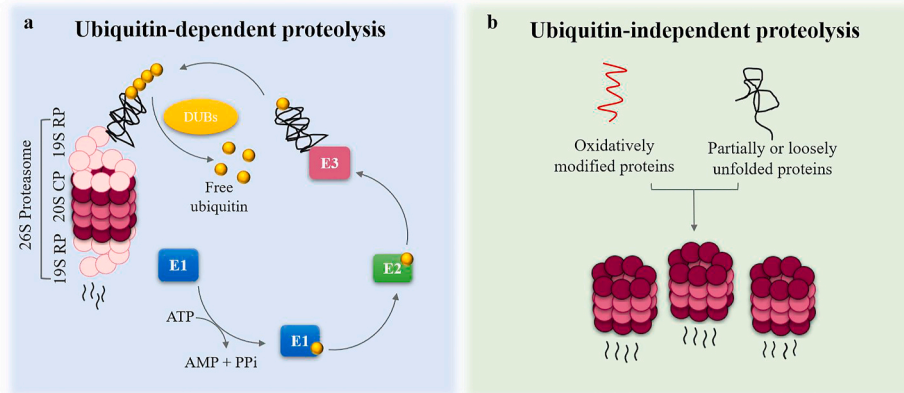 a
Ubiquitin-dependent proteolysis
DUBs
Free
ubiquitin
E3
26S Proteasome
19S RP
20S CP
19S RP
E1
E2
ATP
E1
AMP + PPi
b
Ubiquitin-independent proteolysis
Oxidatively
modified proteins
Partially or loosely
unfolded proteins